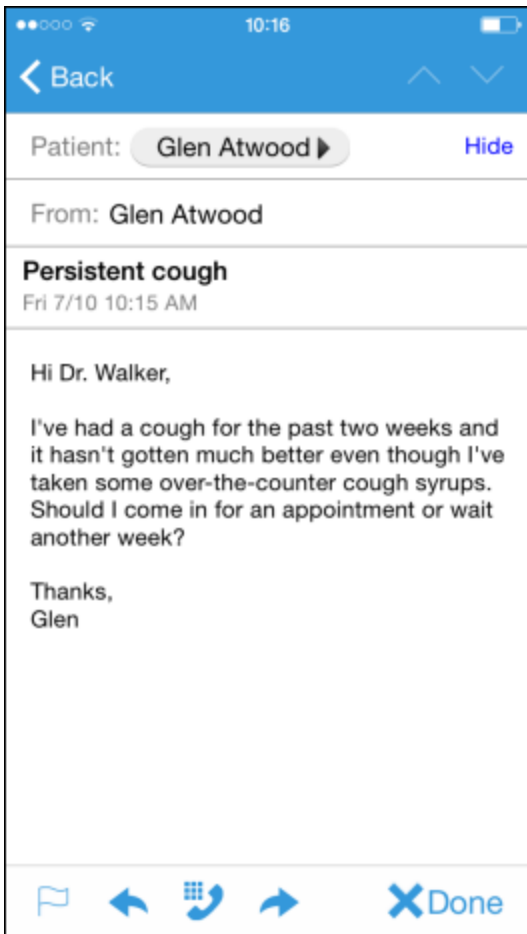 10:16
Back
Patient: Glen Atwood Hide
From: Glen Atwood
Persistent cough
Fri 7/10 10:15 AM
Hi Dr. Walker,
I've had a cough for the past two weeks and
it hasn't gotten much better even though I've
taken some over-the-counter cough syrups.
Should I come in for an appointment or wait
another week?
Thanks,
Glen
Done